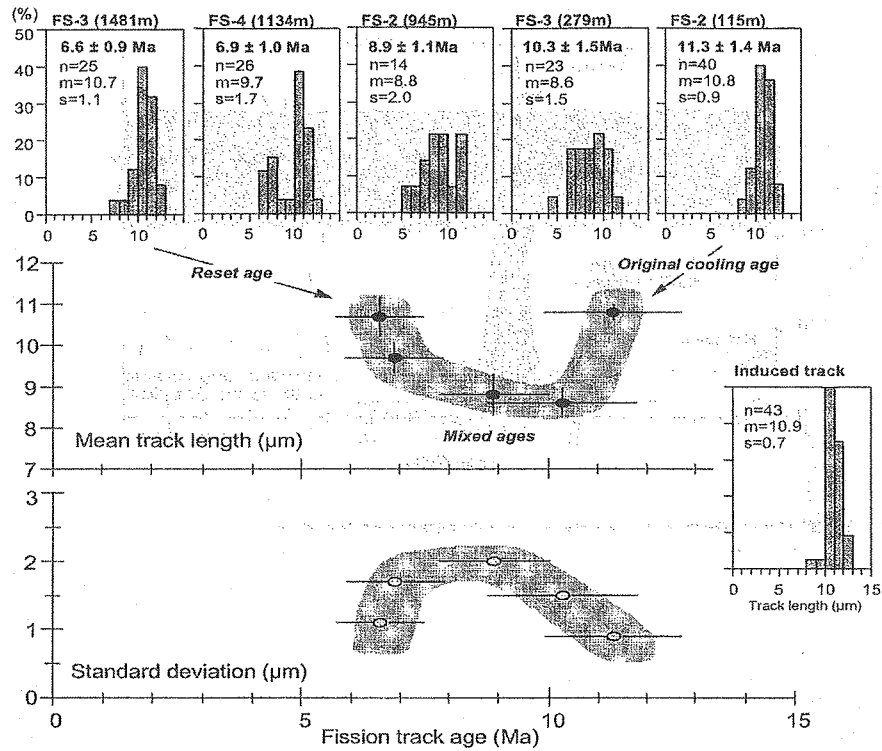 (%)
FS-3 (1481m)
FS-4 (1134m)
FS-2 (945m)
FS-3 (279m)
FS-2 (115m)
50
40
30
20
10
0
6.6 ± 0.9 Ma
n=25
m=10.7
s=1.1
6.9 ± 1.0 Ma
n=26
m=9.7
s=1.7
8.9 ± 1.1Ma
n=14
m=8.8
s=2.0
10.3 ± 1.5Ma
n=23
m=8.6
s=1.5
11.3 ± 1.4 Ma
n=40
m=10.8
s=0.9
0 5 10
0 5 10
0 5 10
0 5 10
0 5 10
Reset age
Original cooling age
12
11
10
9
8
7
Mixed ages
Mean track length (µm)
Induced track
n=43
m=10.9
s=0.7
0 5 10 15
Track length (µm)
3
2
1
0
Standard deviation (µm)
0 5 10 15
Fission track age (Ma)